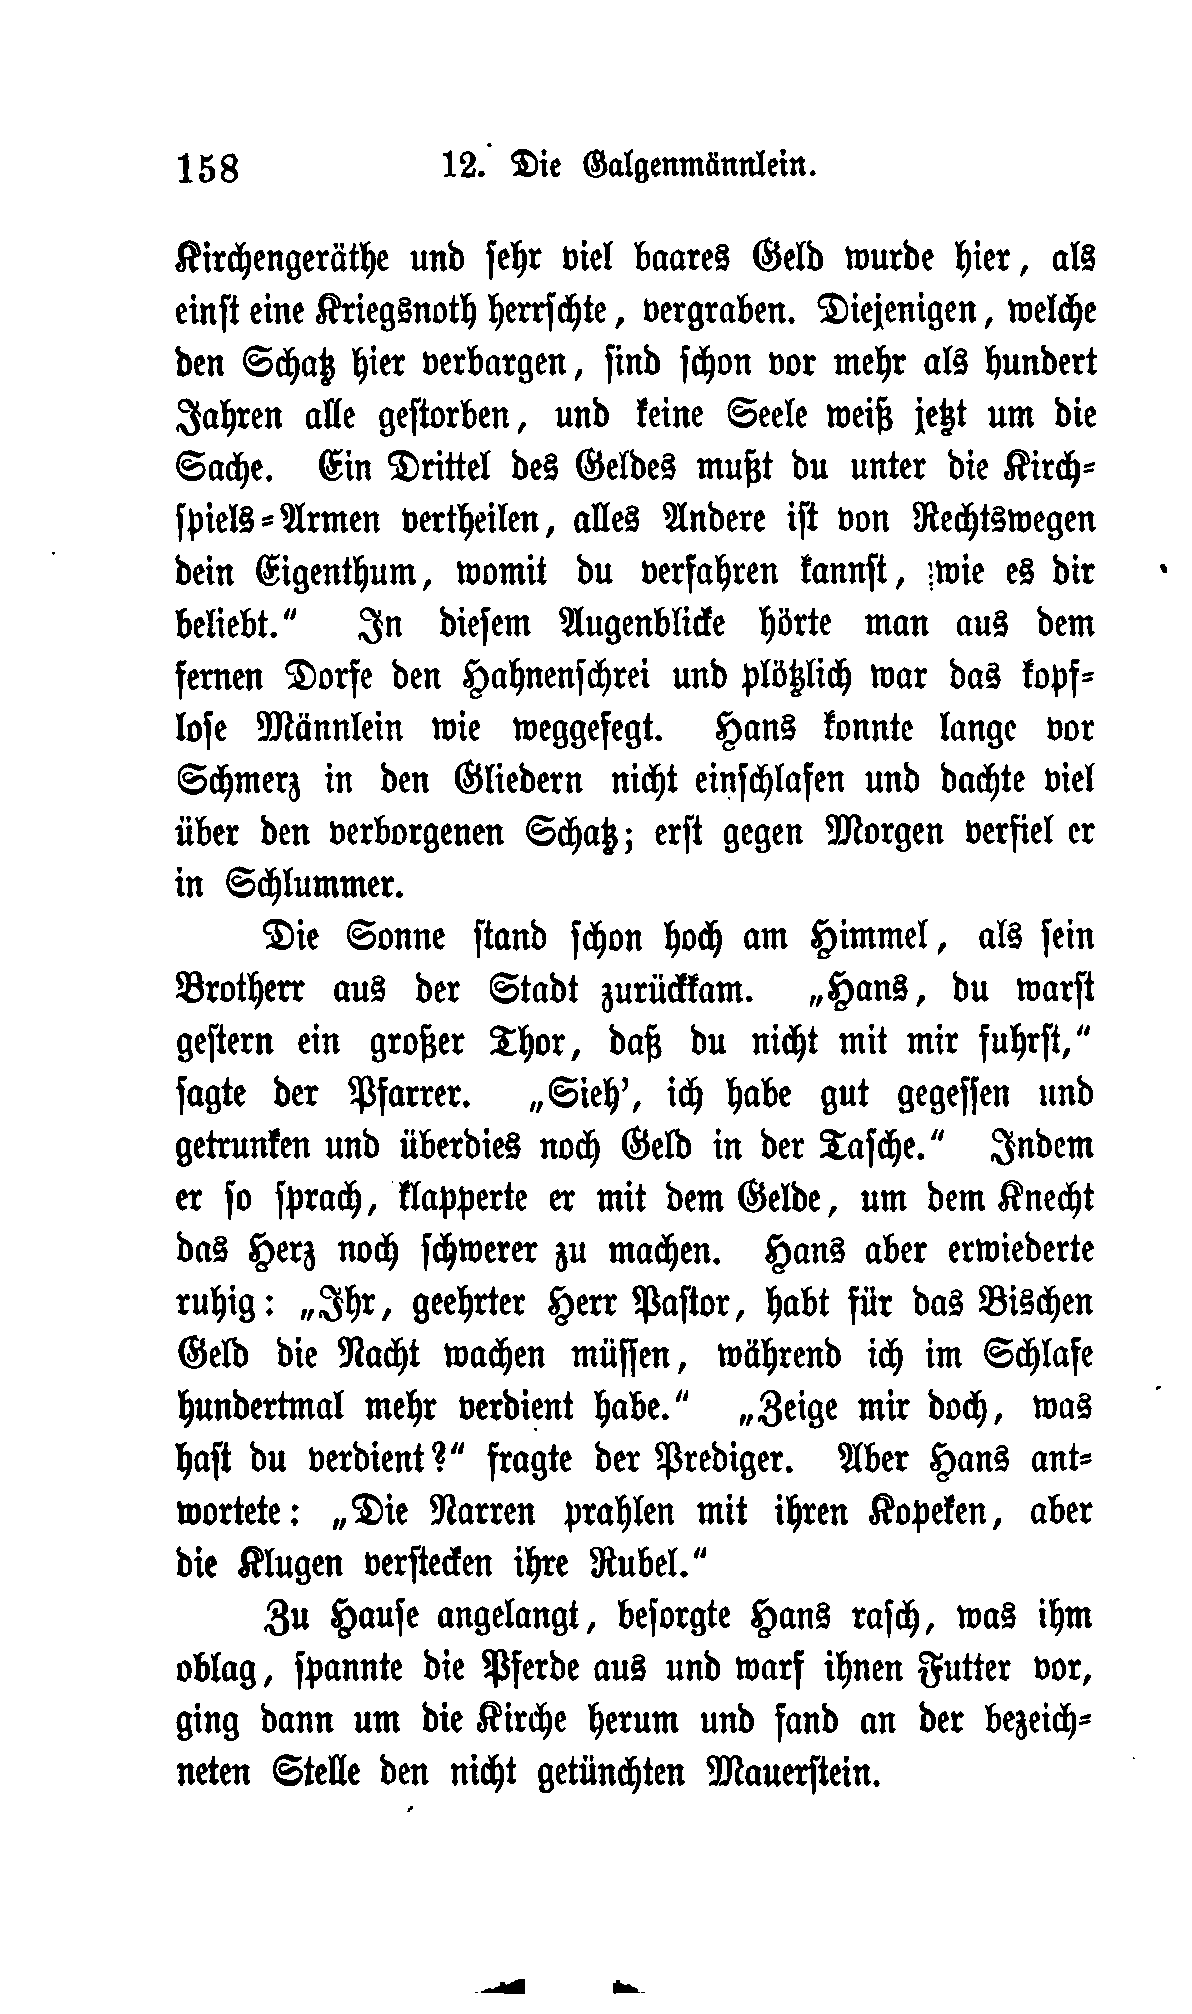 158 12. Die Galgenmännlein.
Kirchengeräthe und sehr viel baares Geld wurde hier, als
einst eine Kriegsnoth herrschte, vergraben. Diejenigen, welche
den Schatz hier verbargen, sind schon vor mehr als hundert
Jahren alle gestorben, und keine Seele weiß jetzt um die
Sache. Ein Drittel des Geldes mußt du unter die Kirch-
spiels-Armen vertheilen, alles Andere ist von Rechtswegen
dein Eigenthum, womit du verfahren kannst, wie es dir
beliebt.“ In diesem Augenblicke hörte man aus dem
fernen Dorfe den Hahnenschrei und plötzlich war das kopf-
lose Männlein wie weggefegt. Hans konnte lange vor
Schmerz in den Gliedern nicht einschlafen und dachte viel
über den verborgenen Schatz; erst gegen Morgen verfiel er
in Schlummer.
Die Sonne stand schon hoch am Himmel, als sein
Brotherr aus der Stadt zurückkam. „Hans, du warst
gestern ein großer Thor, daß du nicht mit mir fuhrst,“
sagte der Pfarrer. „Sieh’, ich habe gut gegessen und
getrunken und überdies noch Geld in der Tasche.“ Indem
er so sprach, klapperte er mit dem Gelde, um dem Knecht
das Herz noch schwerer zu machen. Hans aber erwiederte
ruhig: „Ihr, geehrter Herr Pastor, habt für das Bischen
Geld die Nacht wachen müssen, während ich im Schlafe
hundertmal mehr verdient habe.“ „Zeige mir doch, was
hast du verdient?“ fragte der Prediger. Aber Hans ant-
wortete: „Die Narren prahlen mit ihren Kopeken, aber
die Klugen verstecken ihre Rubel.“
Zu Hause angelangt, besorgte Hans rasch, was ihm
oblag, spannte die Pferde aus und warf ihnen Futter vor,
ging dann um die Kirche herum und fand an der bezeich-
neten Stelle den nicht getünchten Mauerstein.